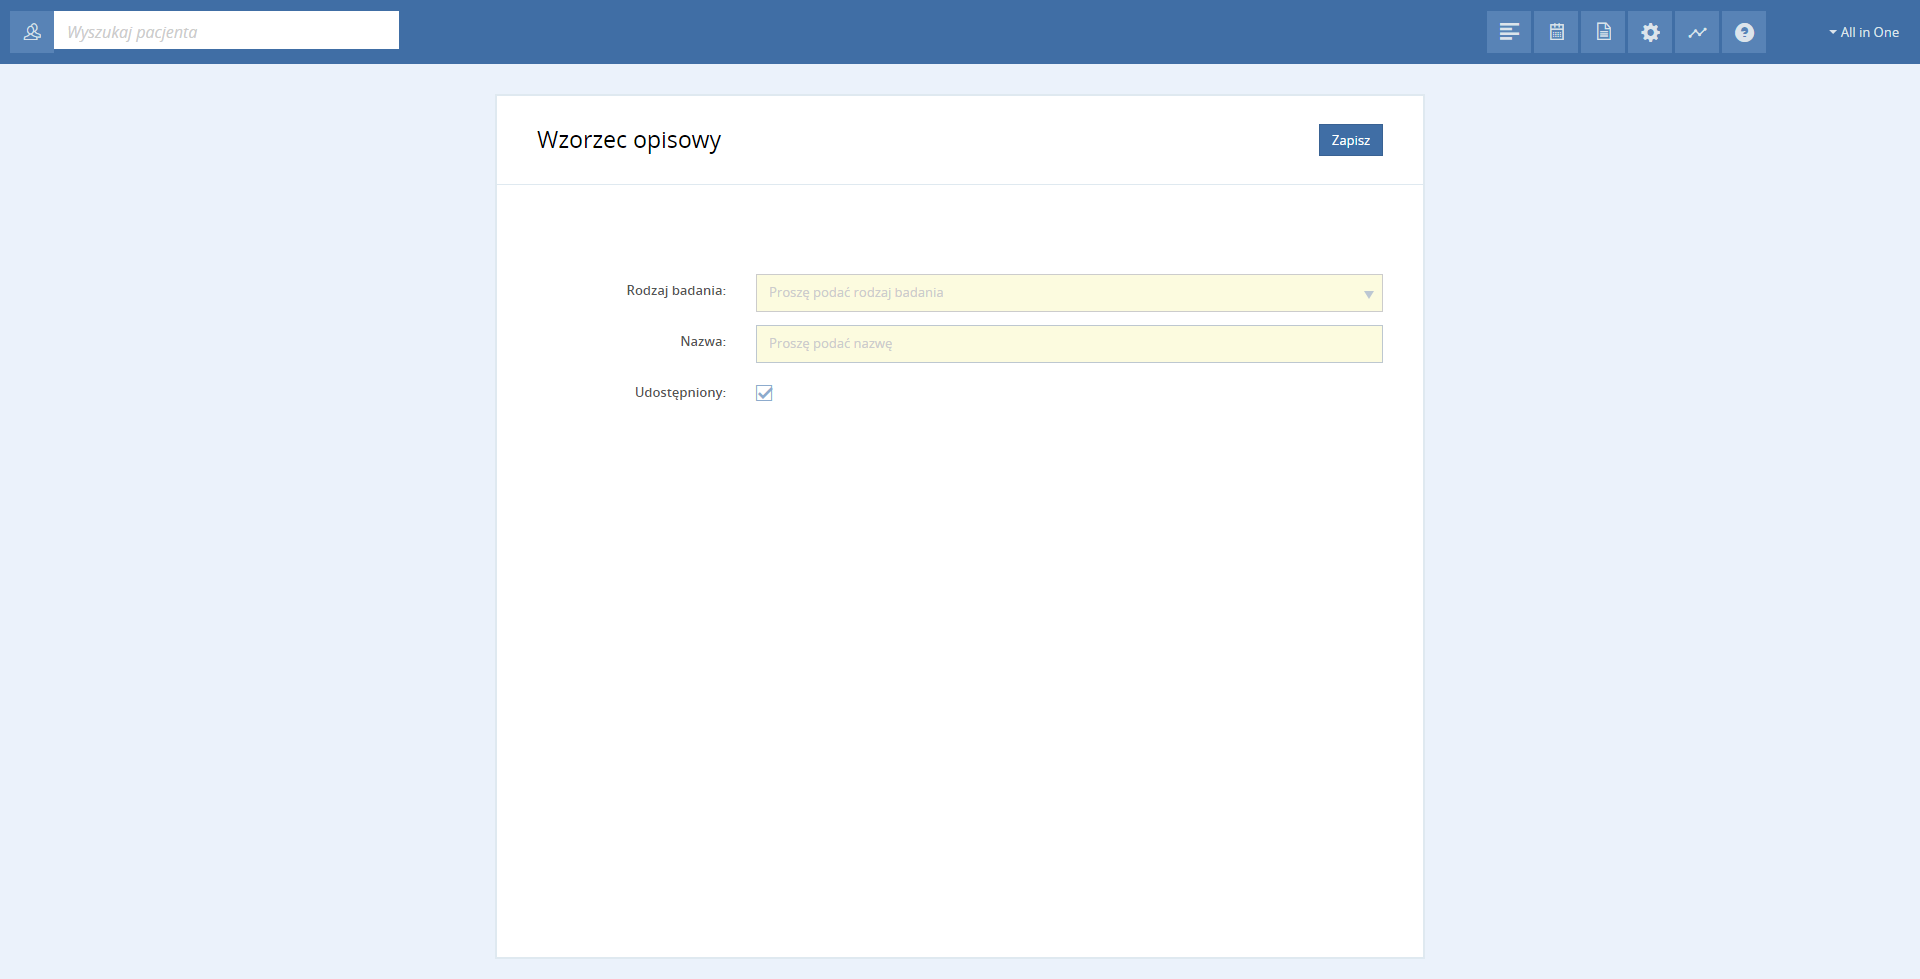 Wyszukaj pacjenta
All in One
Wzorzec opisowy
Zapisz
Rodzaj badania:
Proszę podać rodzaj badania
Nazwa:
Proszę podać nazwę
Udostępniony: